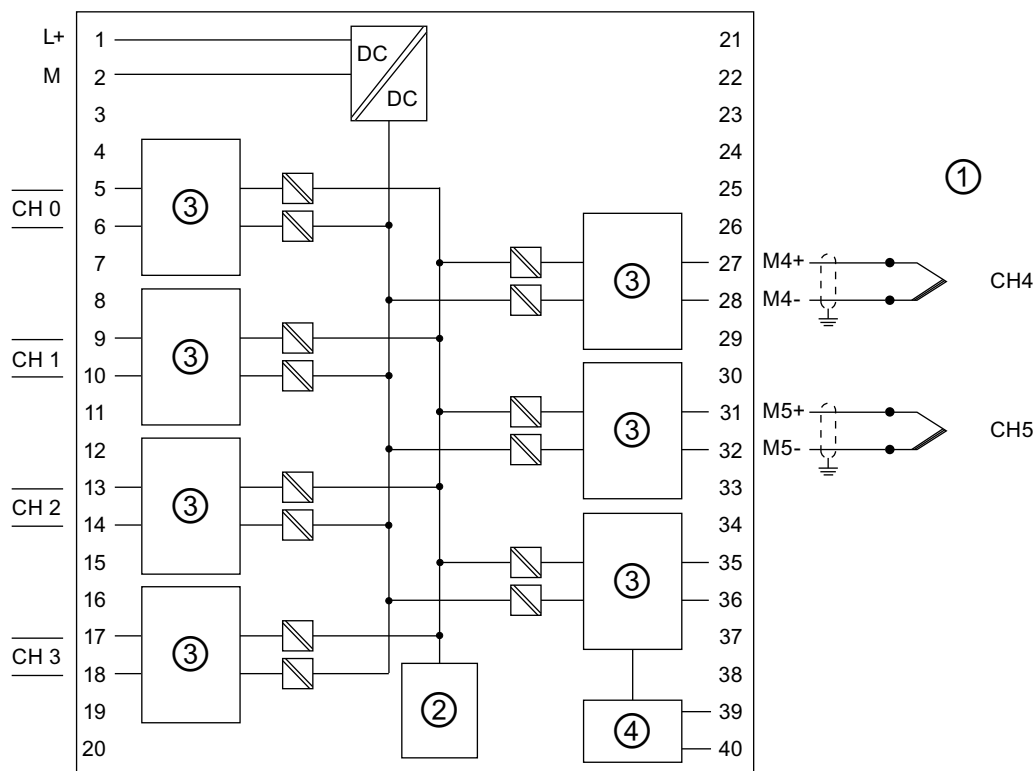 L+ 1 DC 21
M 2 DC 22
3 23
4 24
5 25 ①
CH 0 ③
6 26
7 27 M4+
③ CH4
8 28 M4-
9 29
CH 1 ③
10 30
11 31 M5+
③ CH5
12 32 M5-
13 33
CH 2 ③
14 34
15 35
③
16 36
17 37
CH 3 ③
18 38
19 ② 39
④
20 40